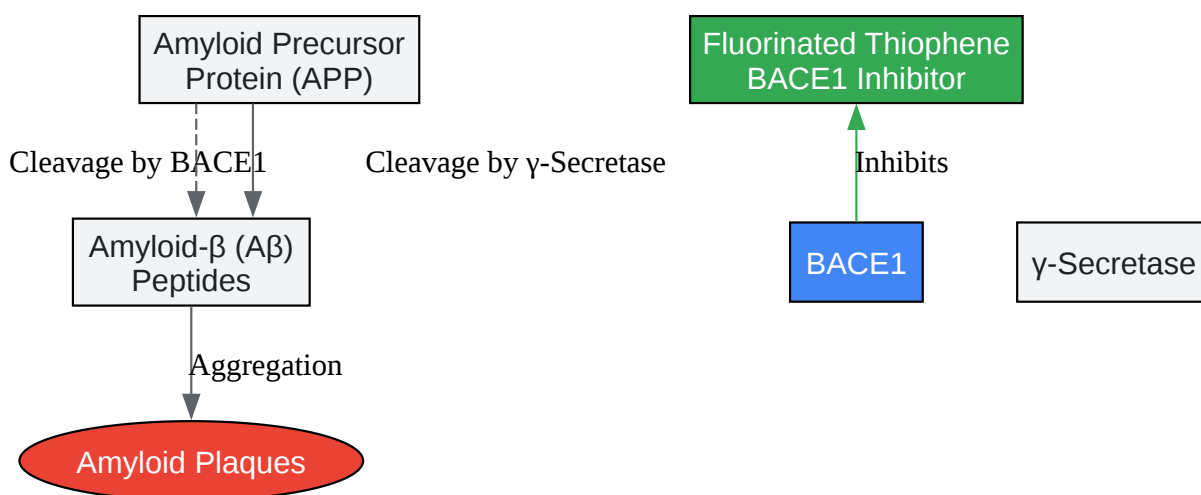 Amyloid Precursor
Protein (APP)
Fluorinated Thiophene
BACE1 Inhibitor
Cleavage by BACE1
Cleavage by γ-Secretase
Inhibits
Amyloid-β (Aβ)
Peptides
BACE1
γ-Secretase
Aggregation
Amyloid Plaques